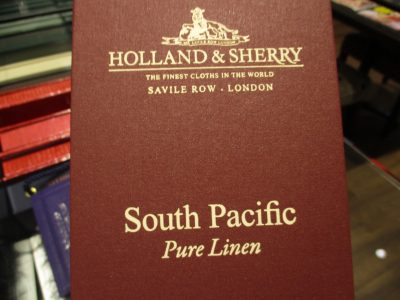 HOLLAND & SHERRY
THE FINEST CLOTHS IN THE WORLD
SAVILE ROW · LONDON
South Pacific
Pure Linen